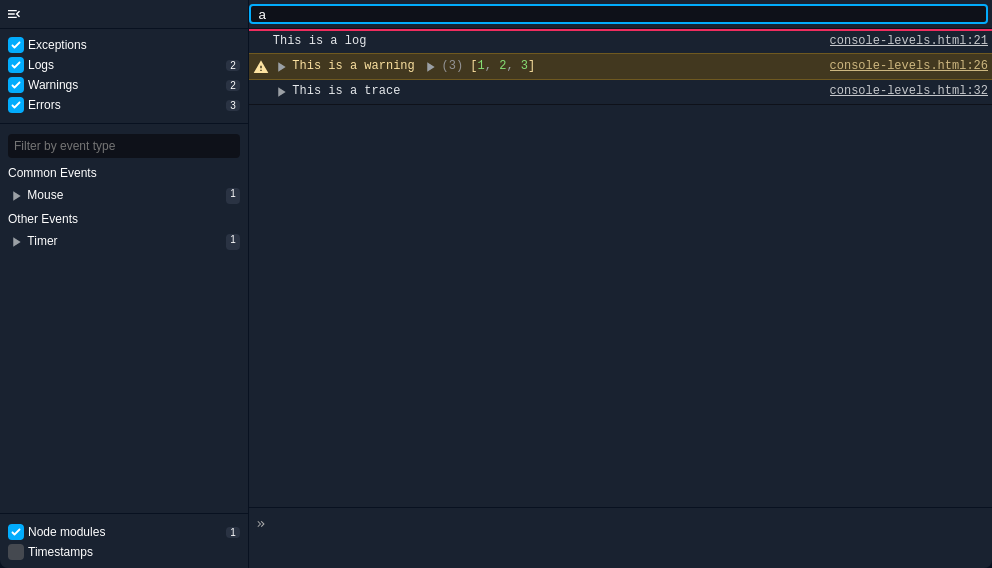 a
Exceptions
Logs 2
Warnings 2
Errors 3
Filter by event type
Common Events
Mouse 1
Other Events
Timer 1
Node modules 1
Timestamps
This is a log console-levels.html:21
This is a warning (3) [1, 2, 3] console-levels.html:26
This is a trace console-levels.html:32
»